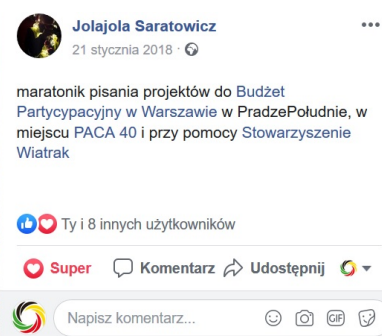 Jolajola Saratowicz
21 stycznia 2018 ·
maratonik pisania projektów do Budżet
Partycypacyjny w Warszawie w PradzePołudnie, w
miejscu PACA 40 i przy pomocy Stowarzyszenie
Wiatrak
Ty i 8 innych użytkowników
Super Komentarz Udostępnij
Napisz komentarz... GIF